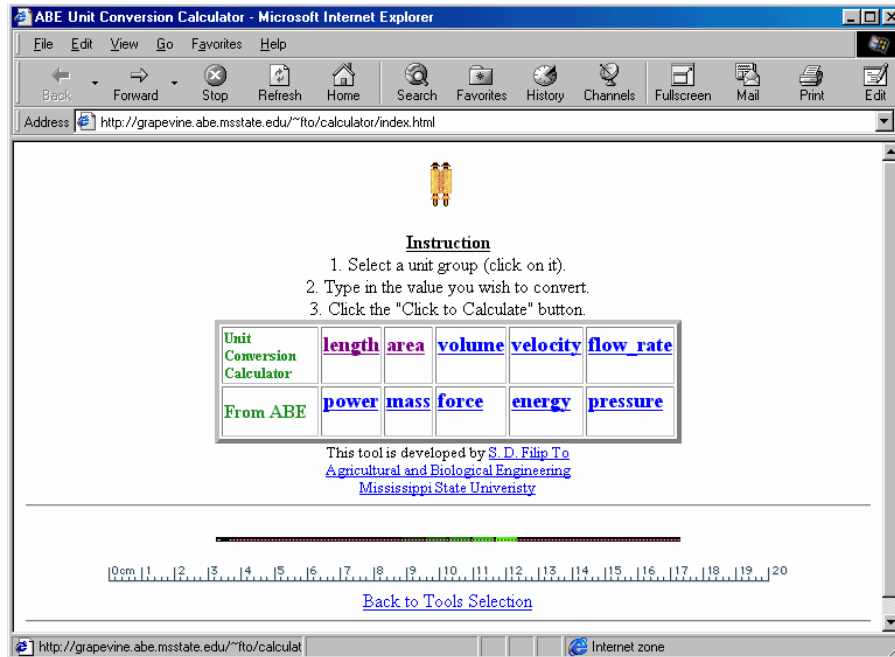 ABE Unit Conversion Calculator - Microsoft Internet Explorer
File Edit View Go Favorites Help
Back Forward Stop Refresh Home Search Favorites History Channels Fullscreen Mail Print Edit
Address http://grapevine.abe.msstate.edu/~fto/calculator/index.html
Instruction
1. Select a unit group (click on it).
2. Type in the value you wish to convert.
3. Click the "Click to Calculate" button.
Unit
Conversion
Calculator
length area volume velocity flow_rate
From ABE
power mass force energy pressure
This tool is developed by S. D. Filip To
Agricultural and Biological Engineering
Mississippi State Univeristy
0cm 1 2 3 4 5 6 7 8 9 10 11 12 13 14 15 16 17 18 19 20
Back to Tools Selection
http://grapevine.abe.msstate.edu/~fto/calculat Internet zone